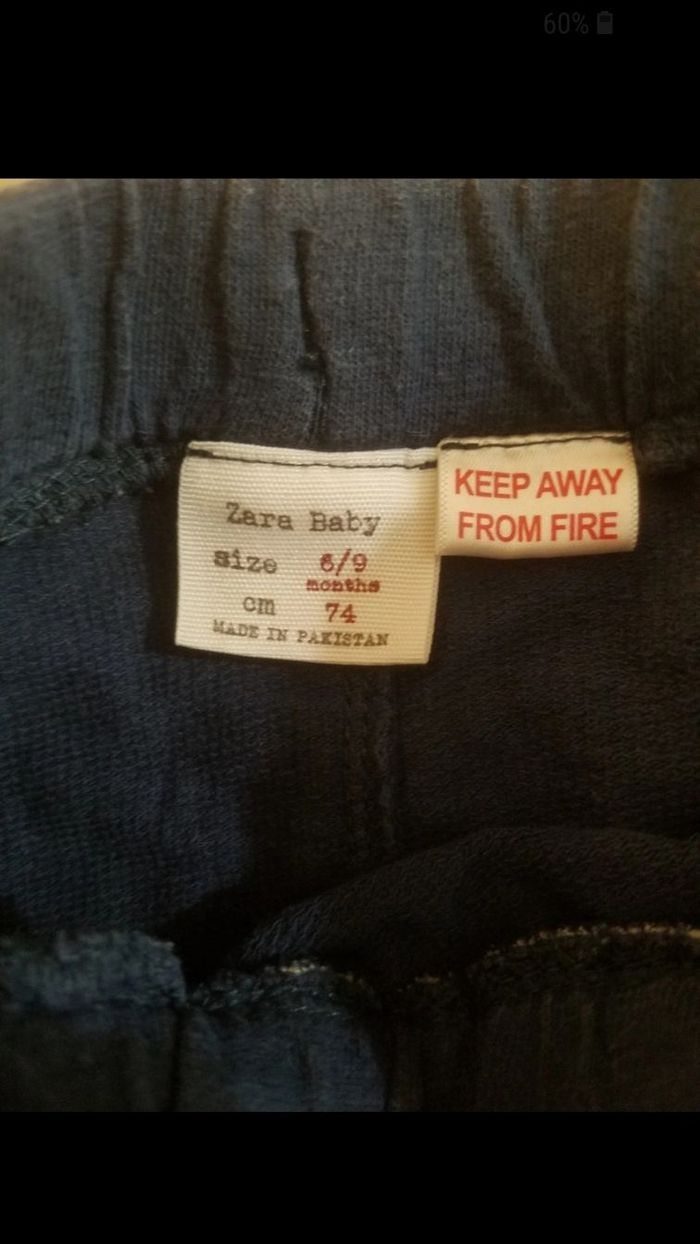 60%
Zara Baby
size 6/9
months
cm 74
MADE IN PAKISTAN
KEEP AWAY
FROM FIRE